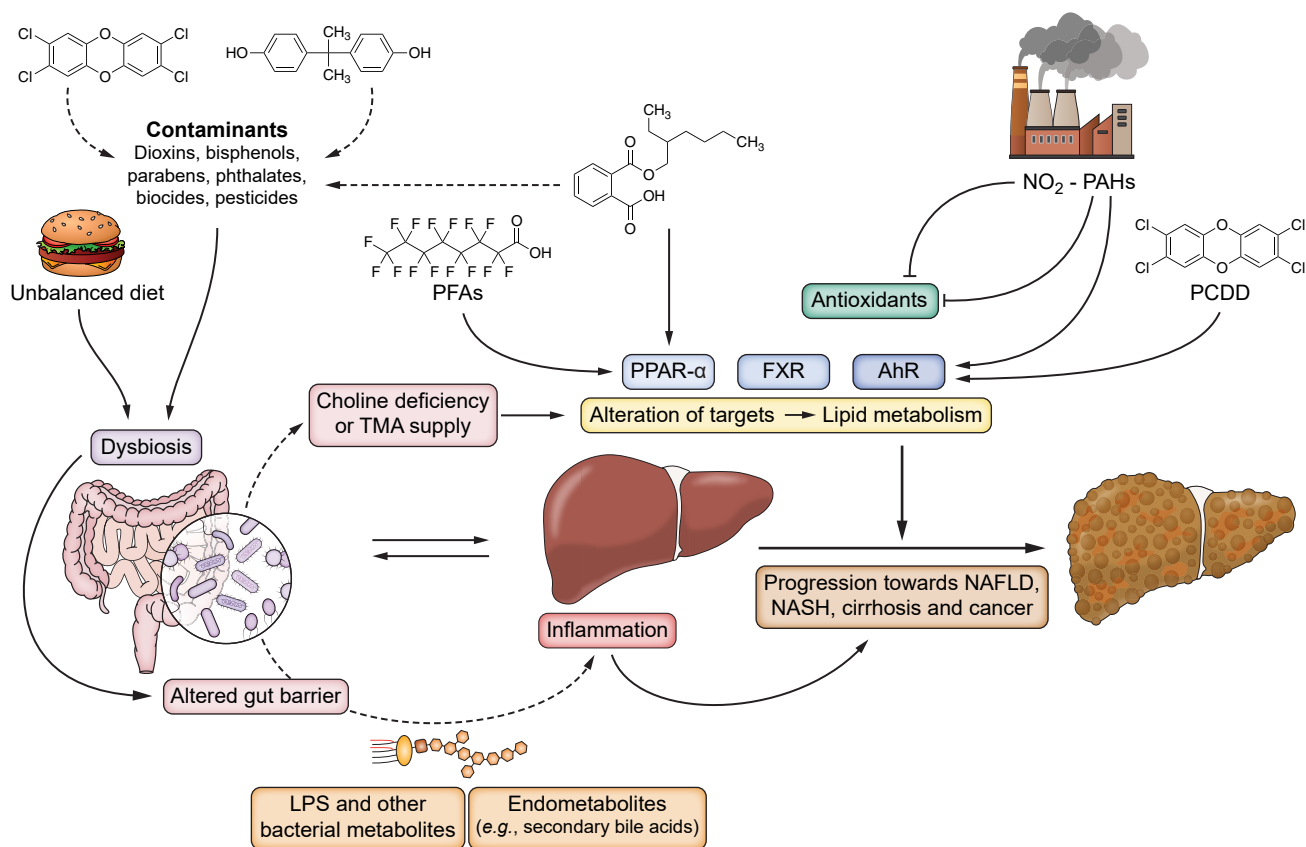 Cl
Cl
Cl
Cl
O
O
HO
CH3
CH3
OH
Contaminants
Dioxins, bisphenols,
parabens, phthalates,
biocides, pesticides
Unbalanced diet
CH3
CH3
O
O
OH
O
F F F F F F F
F
F F F F F F F
O
OH
PFAs
NO2 - PAHs
Cl
Cl
Cl
Cl
O
O
PCDD
Antioxidants
PPAR-α
FXR
AhR
Choline deficiency
or TMA supply
Alteration of targets → Lipid metabolism
Dysbiosis
Progression towards NAFLD,
NASH, cirrhosis and cancer
Inflammation
Altered gut barrier
LPS and other
bacterial metabolites
Endometabolites
(e.g., secondary bile acids)